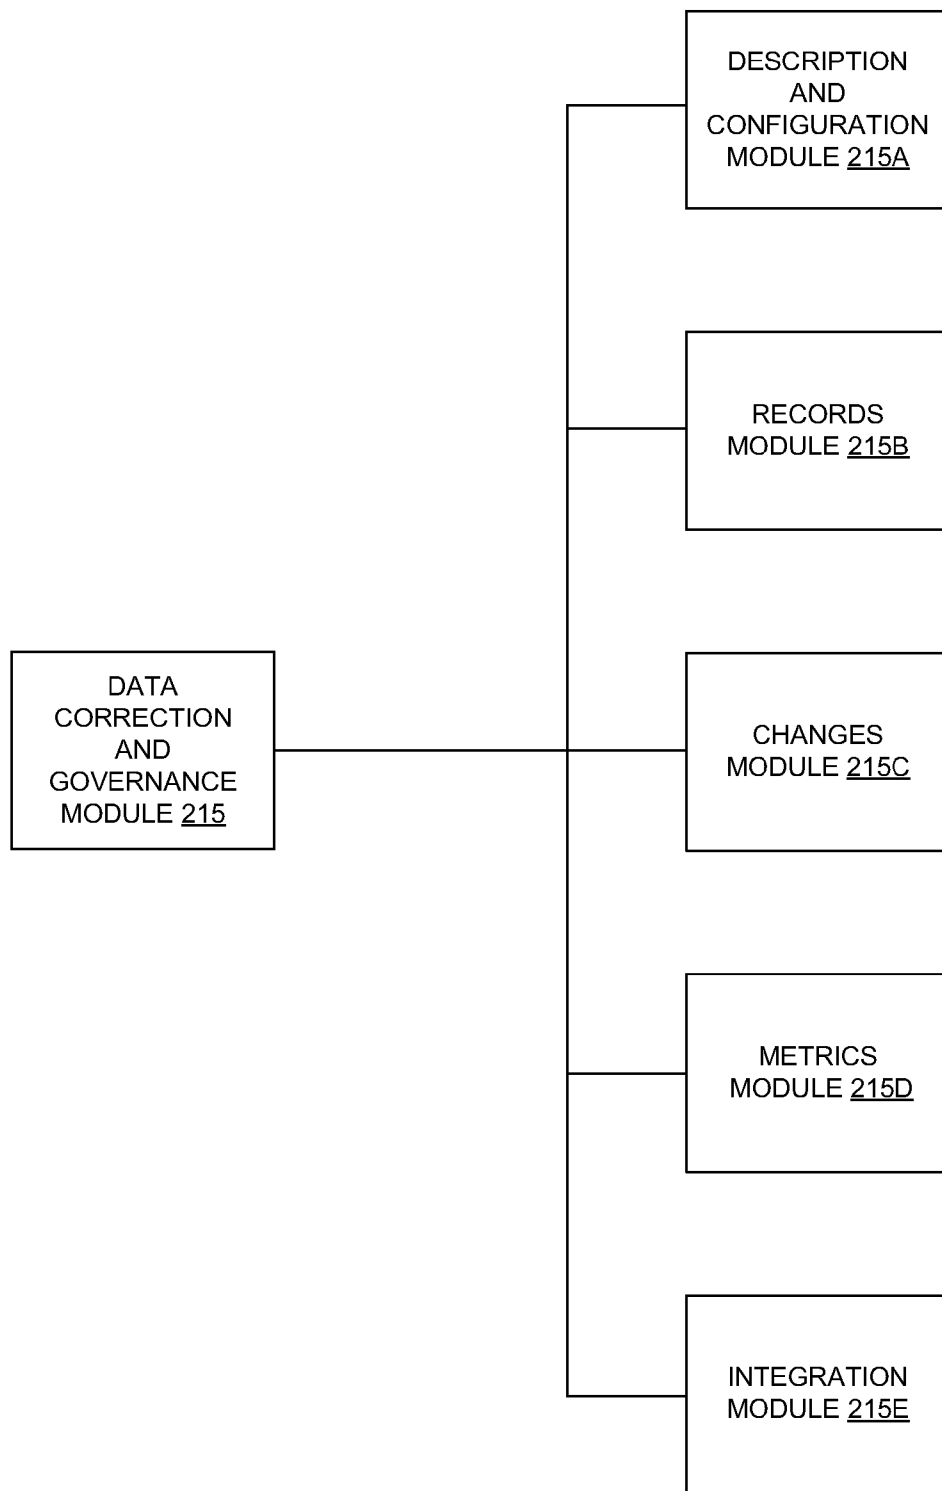 DESCRIPTION
AND
CONFIGURATION
MODULE 215A
RECORDS
MODULE 215B
DATA
CORRECTION
AND
GOVERNANCE
MODULE 215
CHANGES
MODULE 215C
METRICS
MODULE 215D
INTEGRATION
MODULE 215E